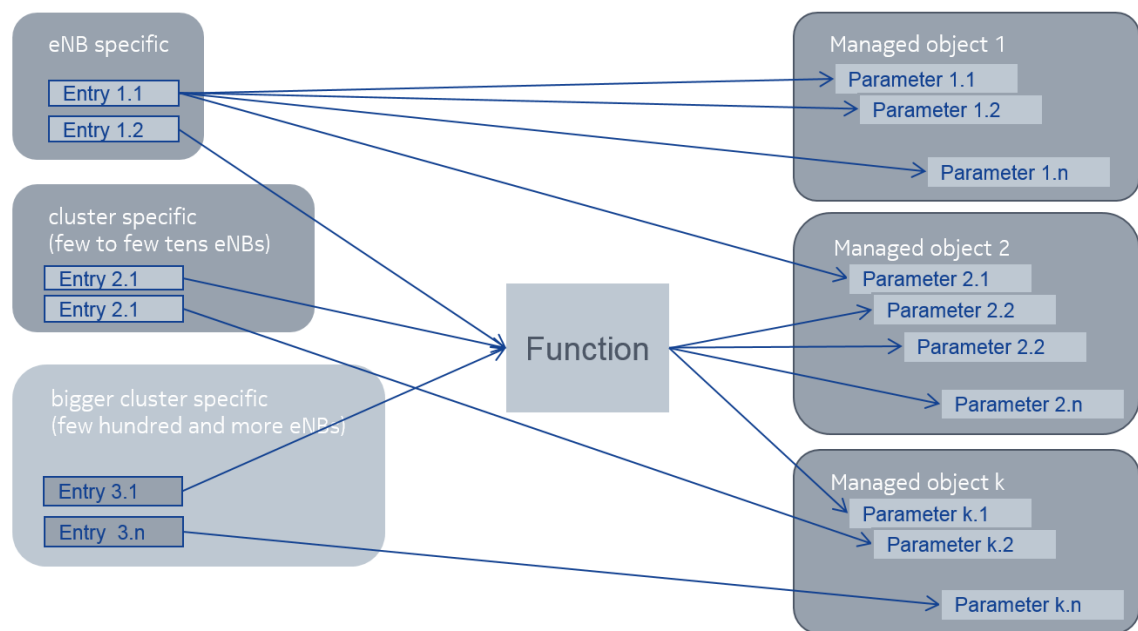 eNB specific
Entry 1.1
Entry 1.2
cluster specific
(few to few tens eNBs)
Entry 2.1
Entry 2.1
bigger cluster specific
(few hundred and more eNBs)
Entry 3.1
Entry 3.n
Function
Managed object 1
Parameter 1.1
Parameter 1.2
Parameter 1.n
Managed object 2
Parameter 2.1
Parameter 2.2
Parameter 2.2
Parameter 2.n
Managed object k
Parameter k.1
Parameter k.2
Parameter k.n